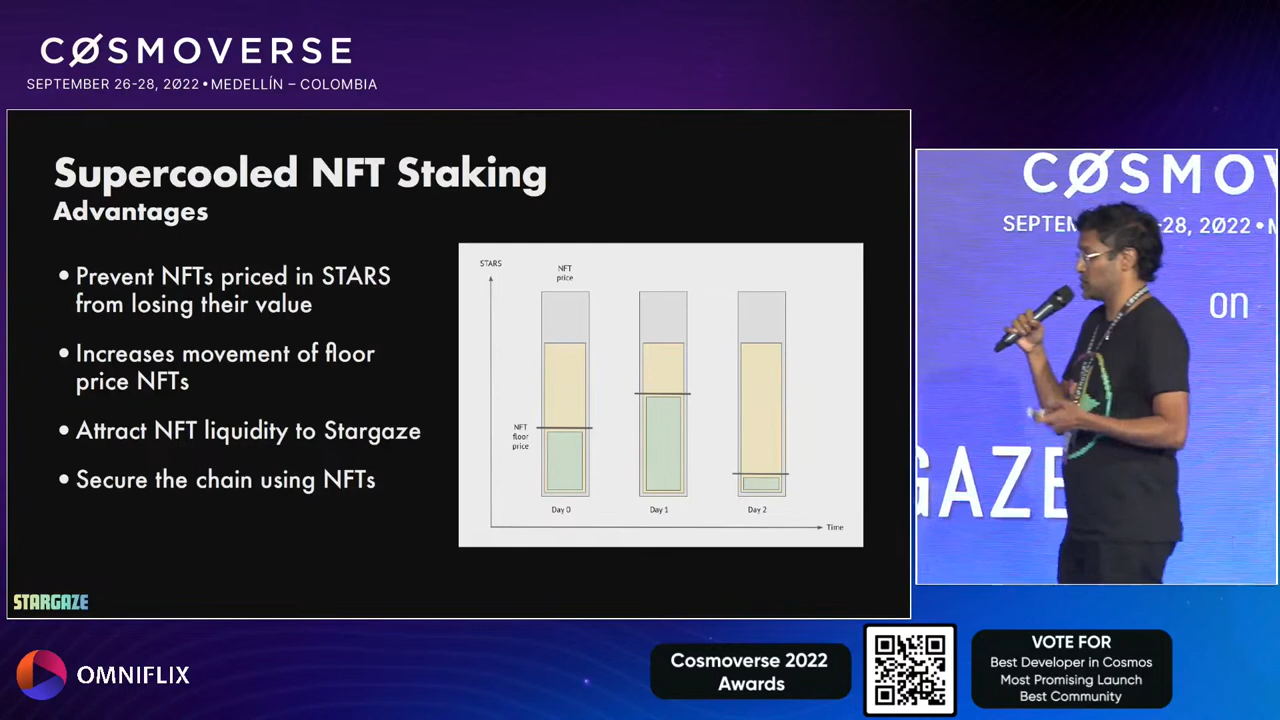 CØSMOVERSE
SEPTEMBER 26-28, 2Ø22 • MEDELLÍN – COLOMBIA
Supercooled NFT Staking
Advantages
• Prevent NFTs priced in STARS
from losing their value
• Increases movement of floor
price NFTs
• Attract NFT liquidity to Stargaze
• Secure the chain using NFTs
STARS
NFT
price
NFT
floor
price
Day 0
Day 1
Day 2
Time
STARGAZE
CØSMOV
SEPTEM
-28, 2Ø22 •
on
GAZE
OMNIFLIX
Cosmoverse 2022
Awards
VOTE FOR
Best Developer in Cosmos
Most Promising Launch
Best Community